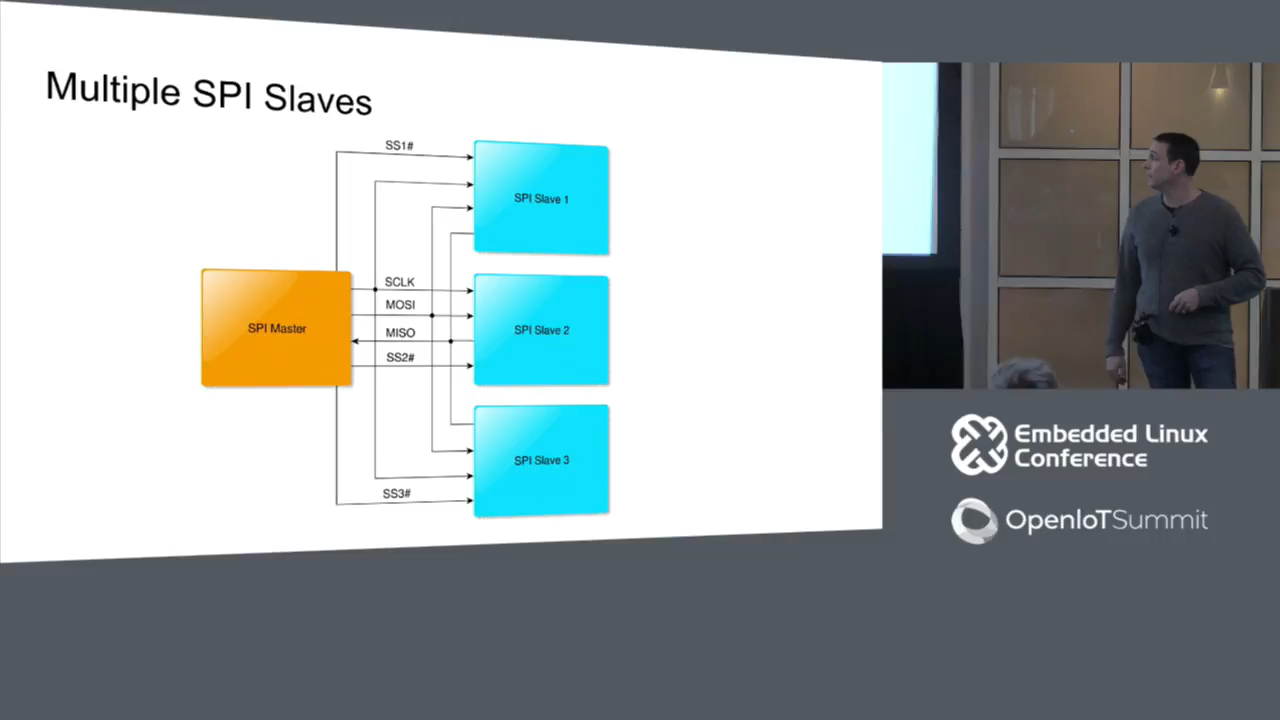 Multiple SPI Slaves
SS1#
SPI Slave 1
SCLK
MOSI
SPI Master
SPI Slave 2
MISO
SS2#
SPI Slave 3
SS3#
Embedded Linux
Conference
OpenIoTSummit